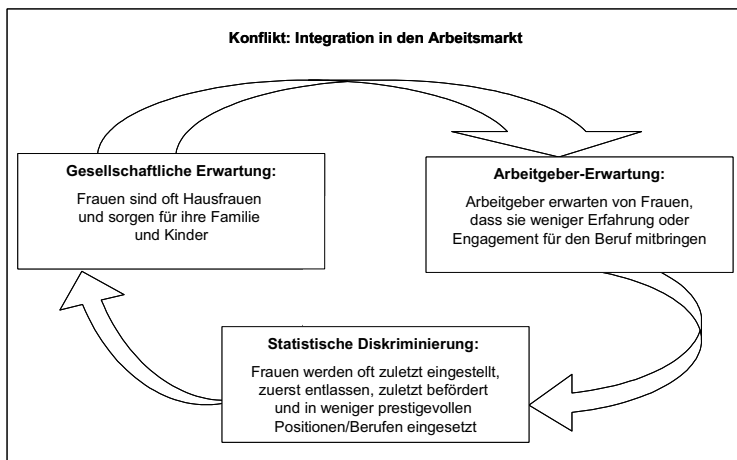 Konflikt: Integration in den Arbeitsmarkt
Gesellschaftliche Erwartung:
Frauen sind oft Hausfrauen
und sorgen für ihre Familie
und Kinder
Arbeitgeber-Erwartung:
Arbeitgeber erwarten von Frauen,
dass sie weniger Erfahrung oder
Engagement für den Beruf mitbringen
Statistische Diskriminierung:
Frauen werden oft zuletzt eingestellt,
zuerst entlassen, zuletzt befördert
und in weniger prestigevollen
Positionen/Berufen eingesetzt